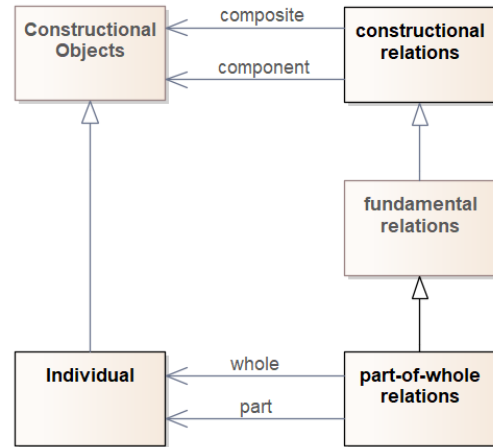 Constructional
Objects
composite
component
constructional
relations
fundamental
relations
Individual
whole
part
part-of-whole
relations